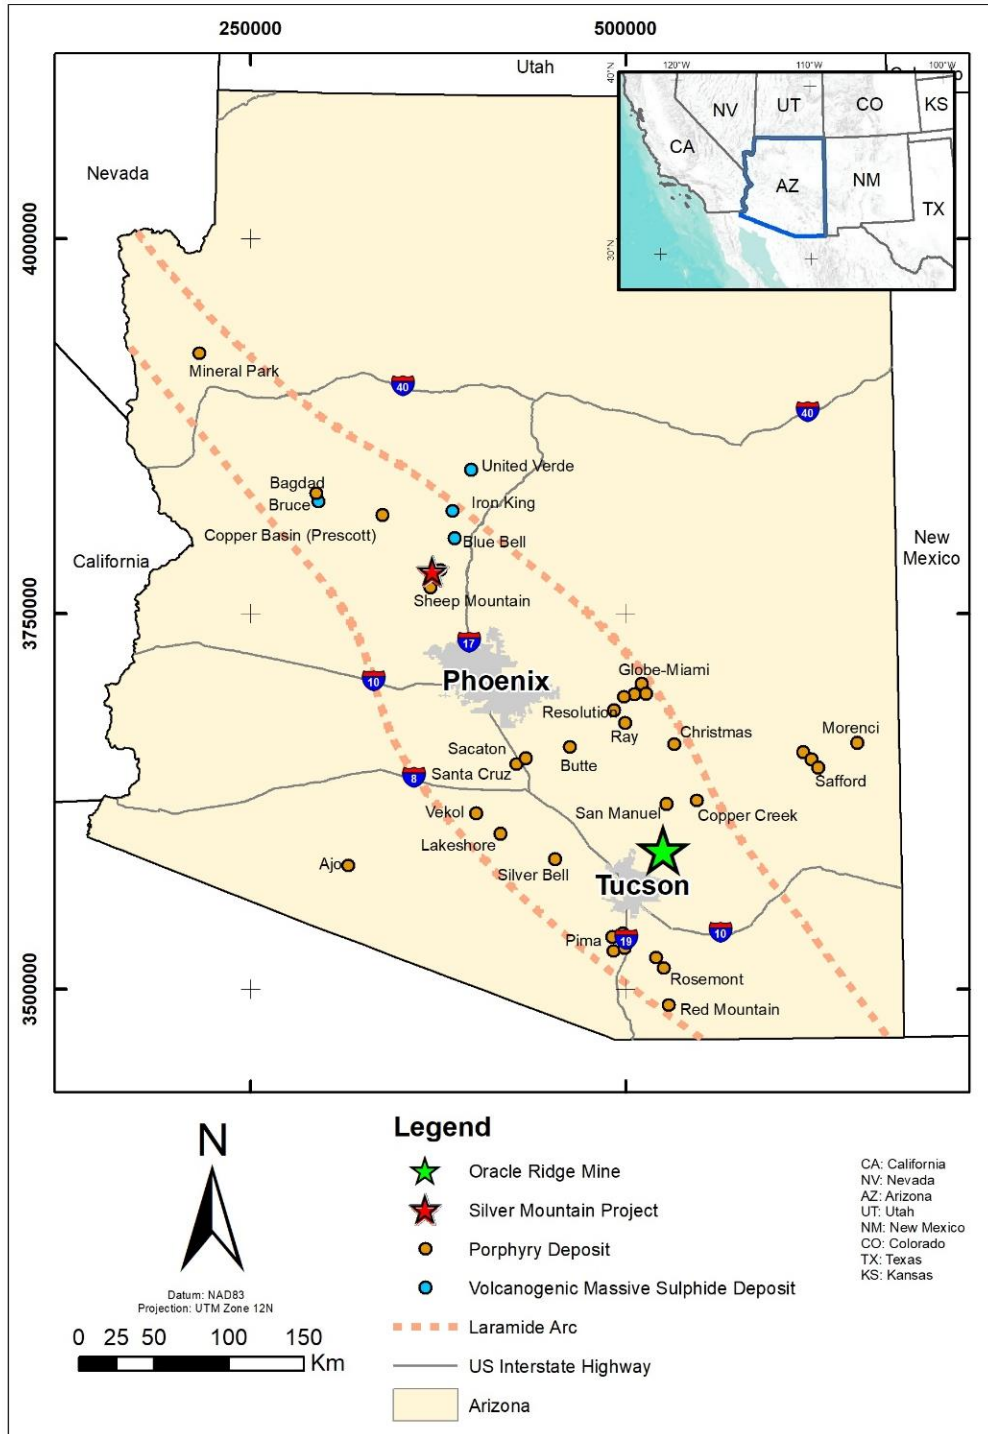 250000
500000
Utah
120°W
110°W
100°W
40°N
30°N
NV
UT
CO
KS
CA
AZ
NM
TX
Nevada
4000000
Mineral Park
40
40
United Verde
Bagdad
Bruce
Iron King
Copper Basin (Prescott)
Blue Bell
New
Mexico
California
Sheep Mountain
3750000
17
Phoenix
10
Globe-Miami
Resolution
Ray
Christmas
Morenci
Sacaton
Santa Cruz
Butte
Safford
8
Vekol
San Manuel
Copper Creek
Lakeshore
Silver Bell
Ajo
Tucson
Pima
19
10
Rosemont
3500000
Red Mountain
N
Datum: NAD83
Projection: UTM Zone 12N
0 25 50 100 150
Km
Legend
Oracle Ridge Mine
Silver Mountain Project
Porphyry Deposit
Volcanogenic Massive Sulphide Deposit
Laramide Arc
US Interstate Highway
Arizona
CA: California
NV: Nevada
AZ: Arizona
UT: Utah
NM: New Mexico
CO: Colorado
TX: Texas
KS: Kansas